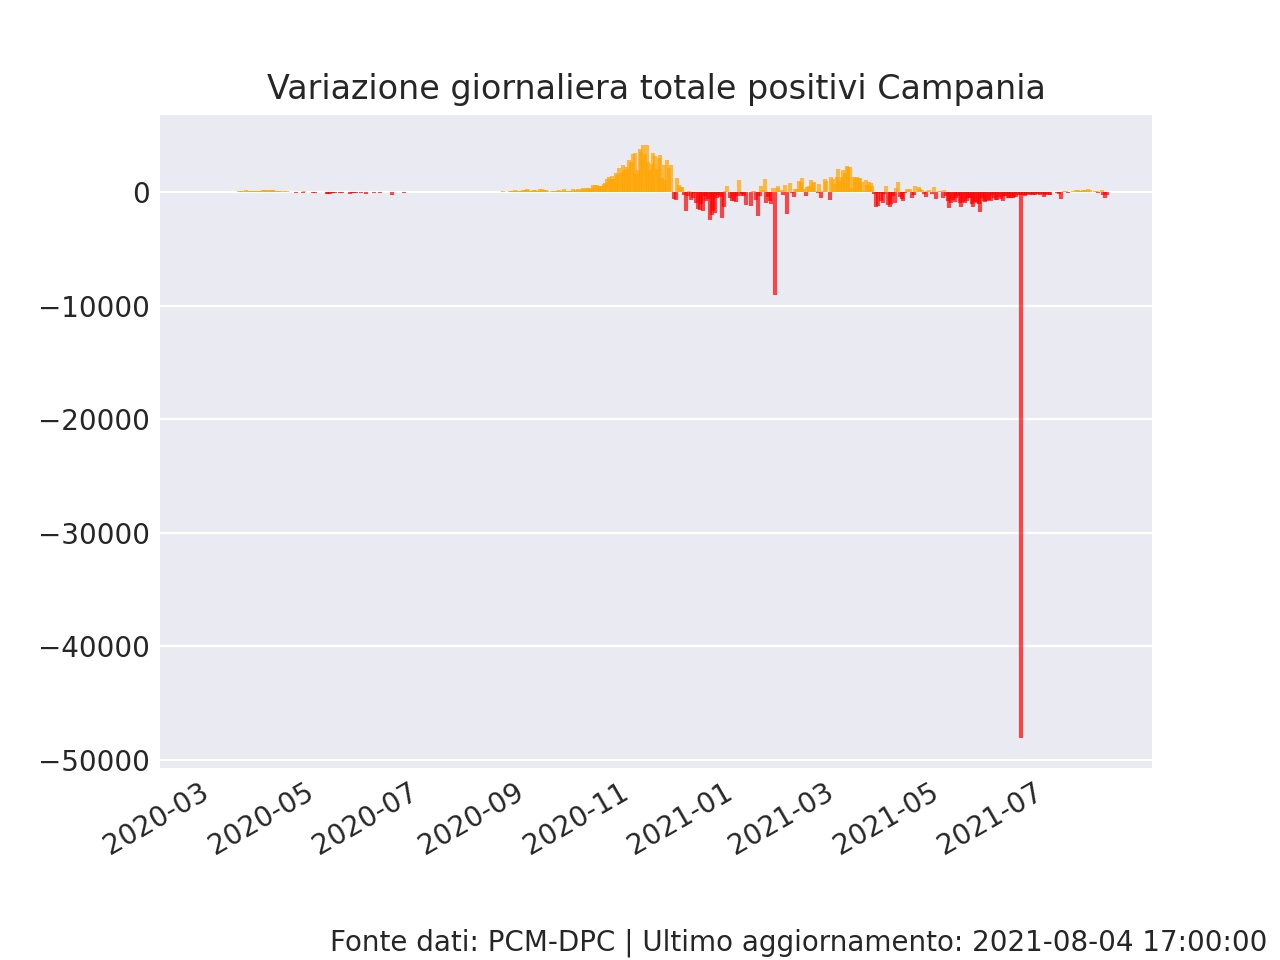 Variazione giornaliera totale positivi Campania
0
−10000
−20000
−30000
−40000
−50000
2020-03 2020-05 2020-07 2020-09 2020-11 2021-01 2021-03 2021-05 2021-07
Fonte dati: PCM-DPC | Ultimo aggiornamento: 2021-08-04 17:00:00